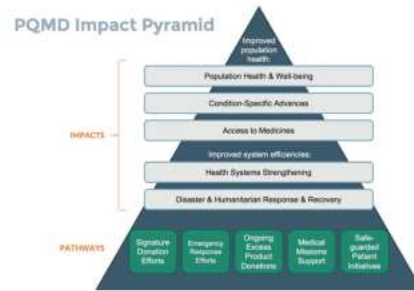 PQMD Impact Pyramid
Improved
population
health:
Population Health & Well-being
Condition-Specific Advances
IMPACTS
Access to Medicines
Improved system efficiencies:
Health Systems Strengthening
Disaster & Humanitarian Response & Recovery
PATHWAYS
Signature
Donation
Efforts
Emergency
Response
Efforts
Ongoing
Excess
Product
Donations
Medical
Missions
Support
Safe-
guarded
Patient
Initiatives